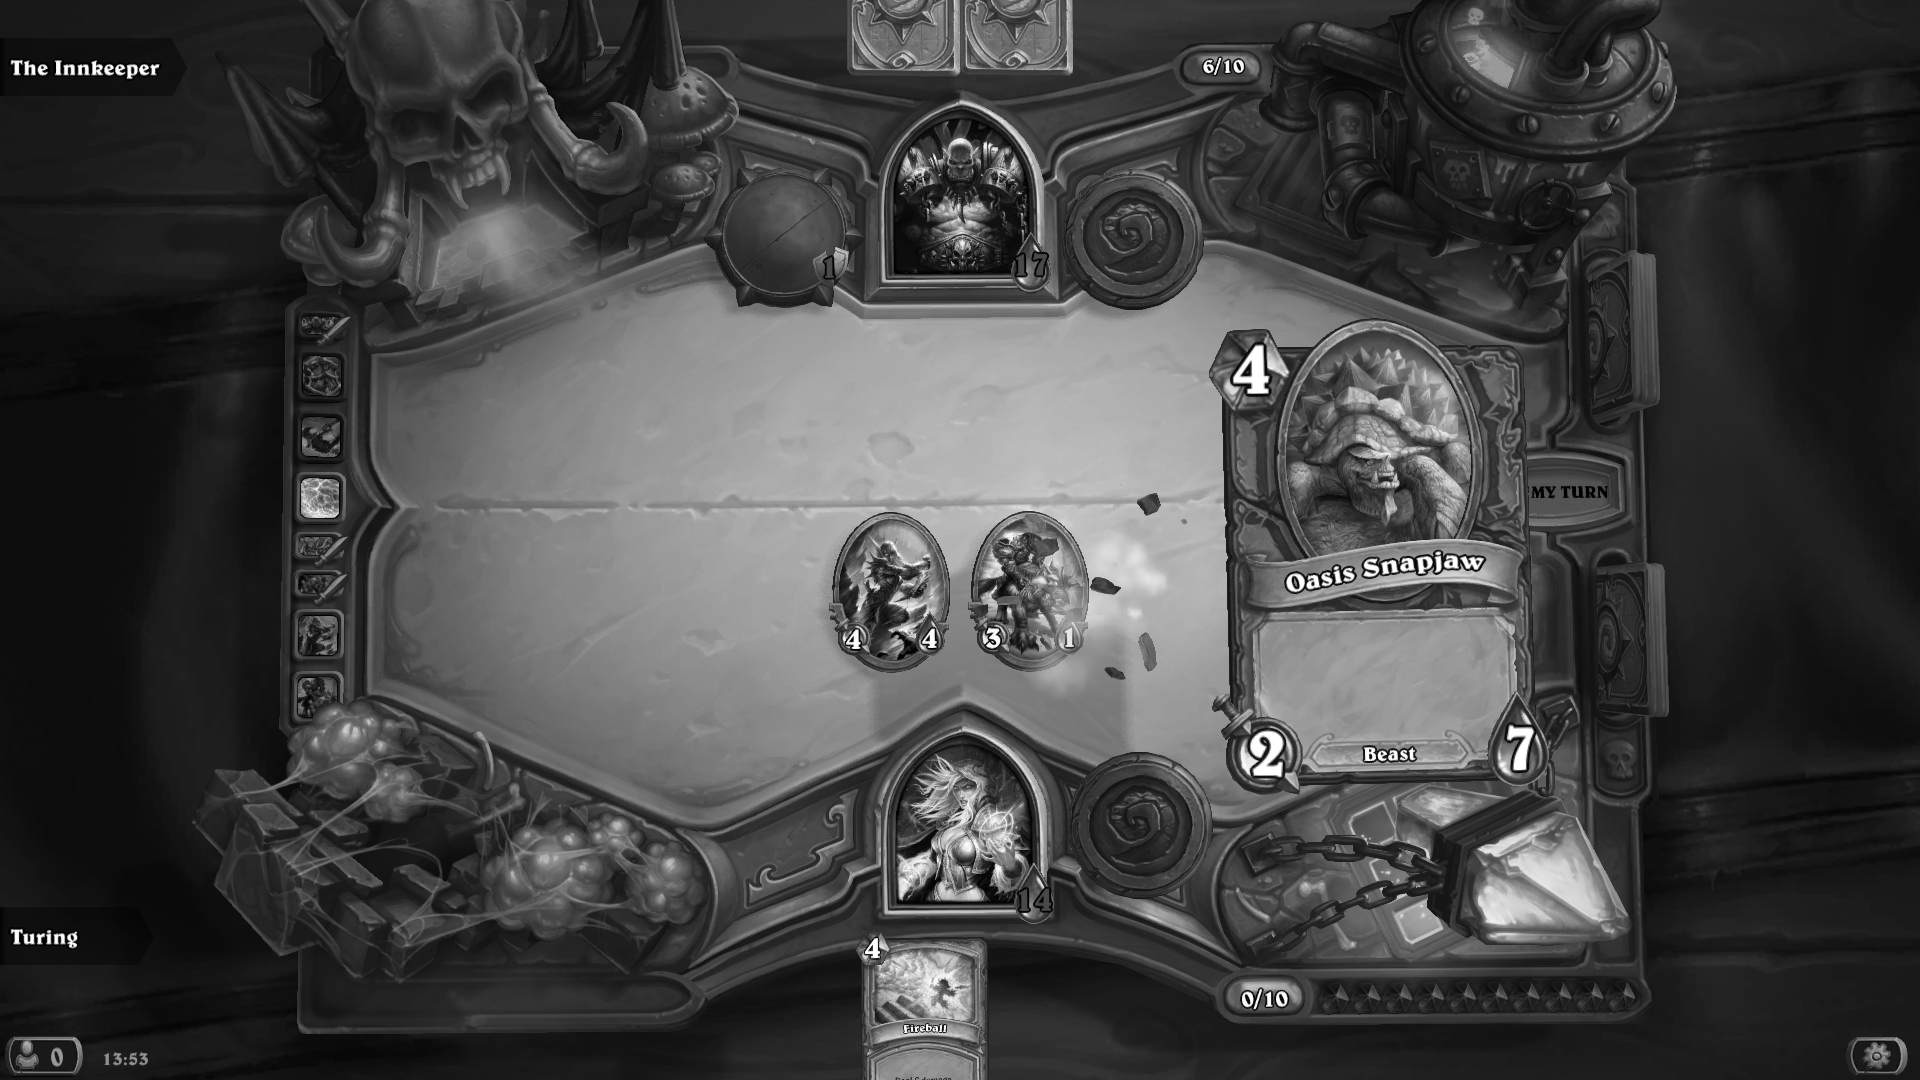 The Innkeeper
6/10
1
17
4
MY TURN
Oasis Snapjaw
4
4
3
1
2
Beast
7
14
Turing
4
Fireball
0/10
0
13:53